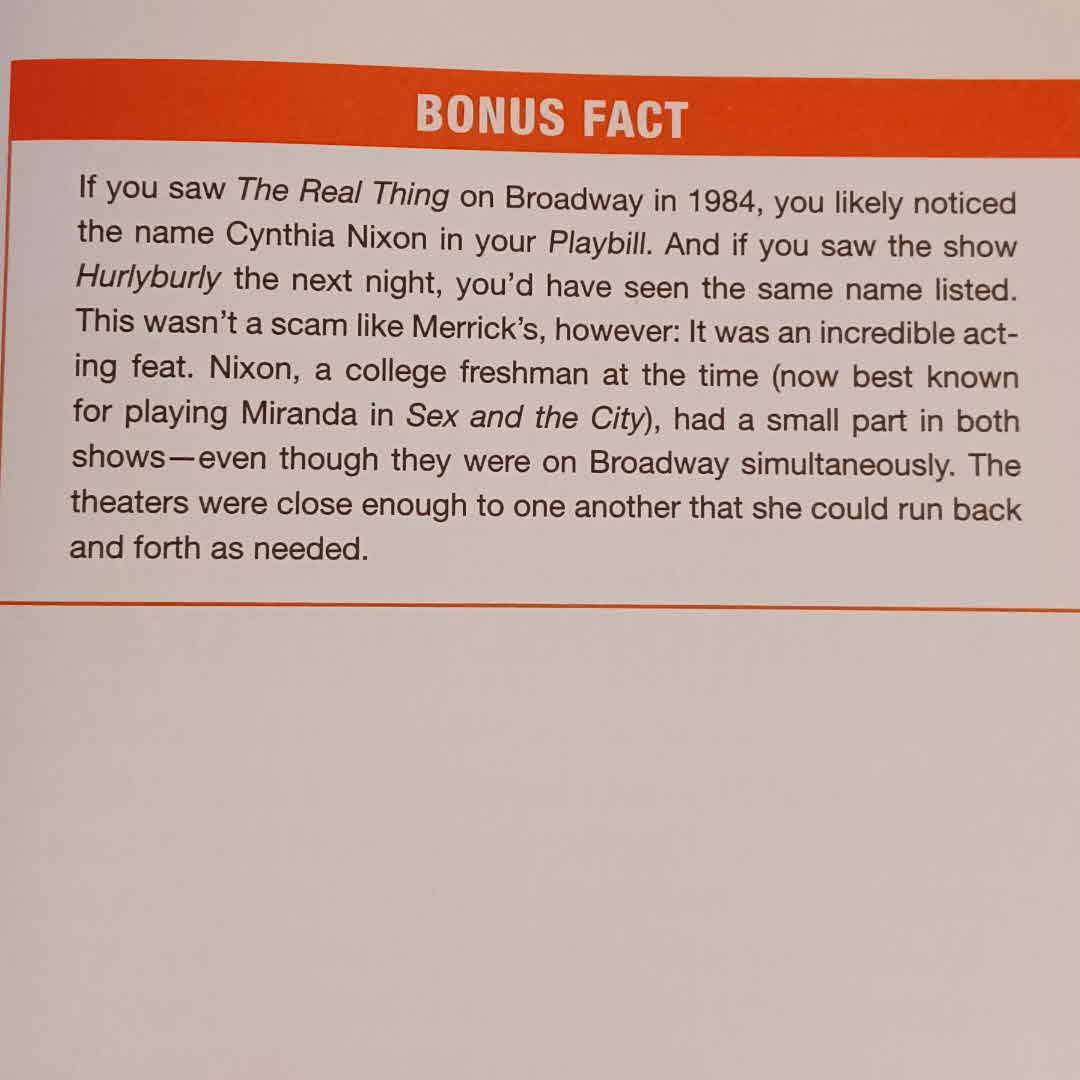 BONUS FACT
If you saw The Real Thing on Broadway in 1984, you likely noticed
the name Cynthia Nixon in your Playbill. And if you saw the show
Hurlyburly the next night, you’d have seen the same name listed.
This wasn’t a scam like Merrick’s, however: It was an incredible act-
ing feat. Nixon, a college freshman at the time (now best known
for playing Miranda in Sex and the City), had a small part in both
shows—even though they were on Broadway simultaneously. The
theaters were close enough to one another that she could run back
and forth as needed.